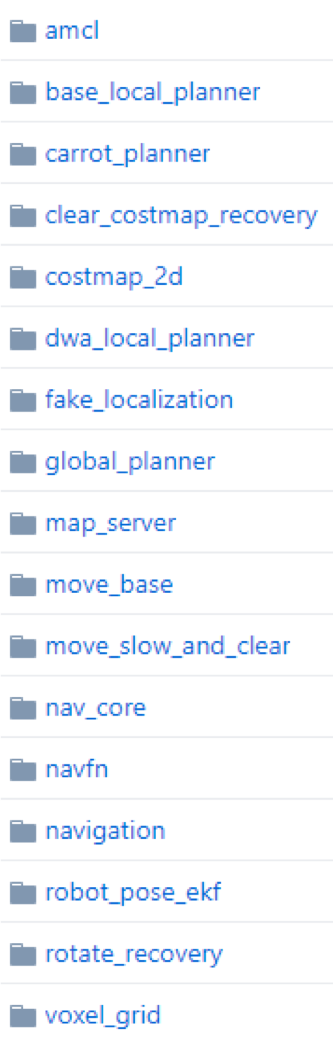 amcl
base_local_planner
carrot_planner
clear_costmap_recovery
costmap_2d
dwa_local_planner
fake_localization
global_planner
map_server
move_base
move_slow_and_clear
nav_core
navfn
navigation
robot_pose_ekf
rotate_recovery
voxel_grid